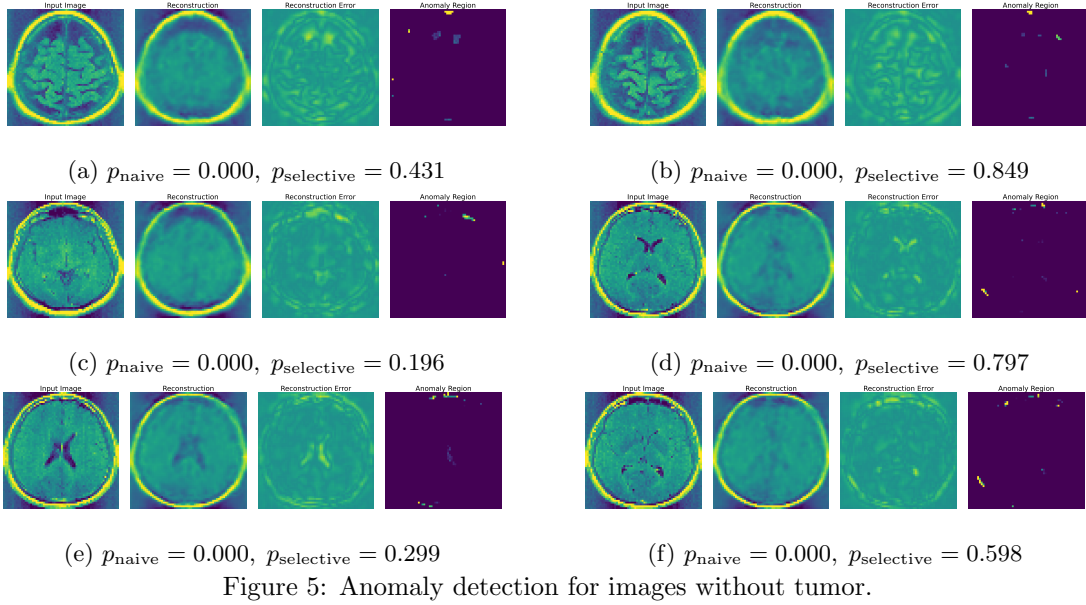 Input Image Reconstruction Reconstruction Error Anomaly Region
Input Image Reconstruction Reconstruction Error Anomaly Region
(a) p_naive = 0.000, p_selective = 0.431
(b) p_naive = 0.000, p_selective = 0.849
Input Image Reconstruction Reconstruction Error Anomaly Region
Input Image Reconstruction Reconstruction Error Anomaly Region
(c) p_naive = 0.000, p_selective = 0.196
(d) p_naive = 0.000, p_selective = 0.797
Input Image Reconstruction Reconstruction Error Anomaly Region
Input Image Reconstruction Reconstruction Error Anomaly Region
(e) p_naive = 0.000, p_selective = 0.299
(f) p_naive = 0.000, p_selective = 0.598
Figure 5: Anomaly detection for images without tumor.